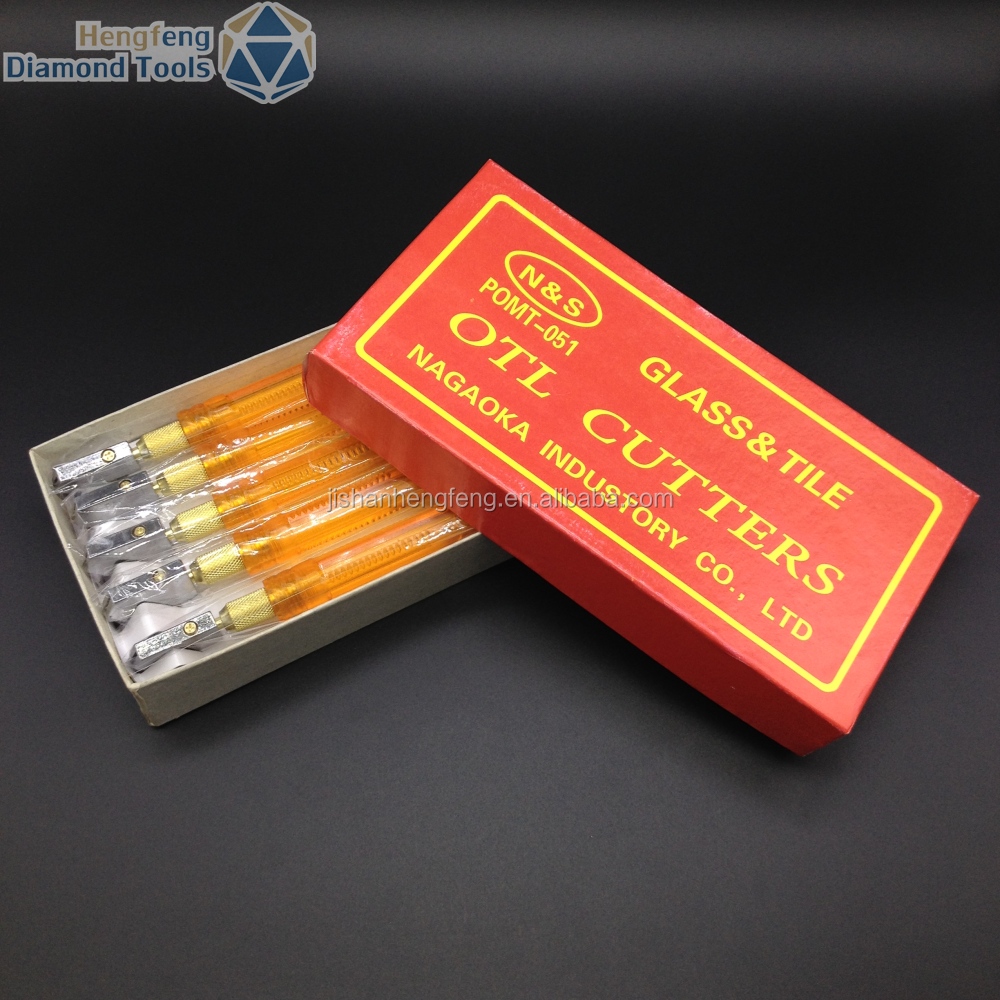 Hengfeng
Diamond Tools
N&S
POMT-051
GLASS&TILE
OTL CUTTERS
NAGAOKA INDUSTORY CO., LTD
jishanhengfeng.en.alibaba.com